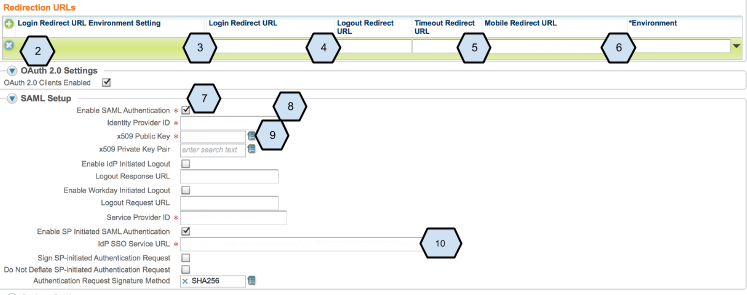 Redirection URLs
Login Redirect URL Environment Setting Login Redirect URL Logout Redirect URL Timeout Redirect URL Mobile Redirect URL *Environment
2 3 4 5 6
OAuth 2.0 Settings
OAuth 2.0 Clients Enabled
SAML Setup
7
Enable SAML Authentication *
8
Identity Provider ID *
x509 Public Key *
9
x509 Private Key Pair enter search text
Enable IdP Initiated Logout
Logout Response URL
Enable Workday Initiated Logout
Logout Request URL
Service Provider ID *
Enable SP Initiated SAML Authentication
IdP SSO Service URL *
10
Sign SP-initiated Authentication Request
Do Not Deflate SP-initiated Authentication Request
Authentication Request Signature Method × SHA256